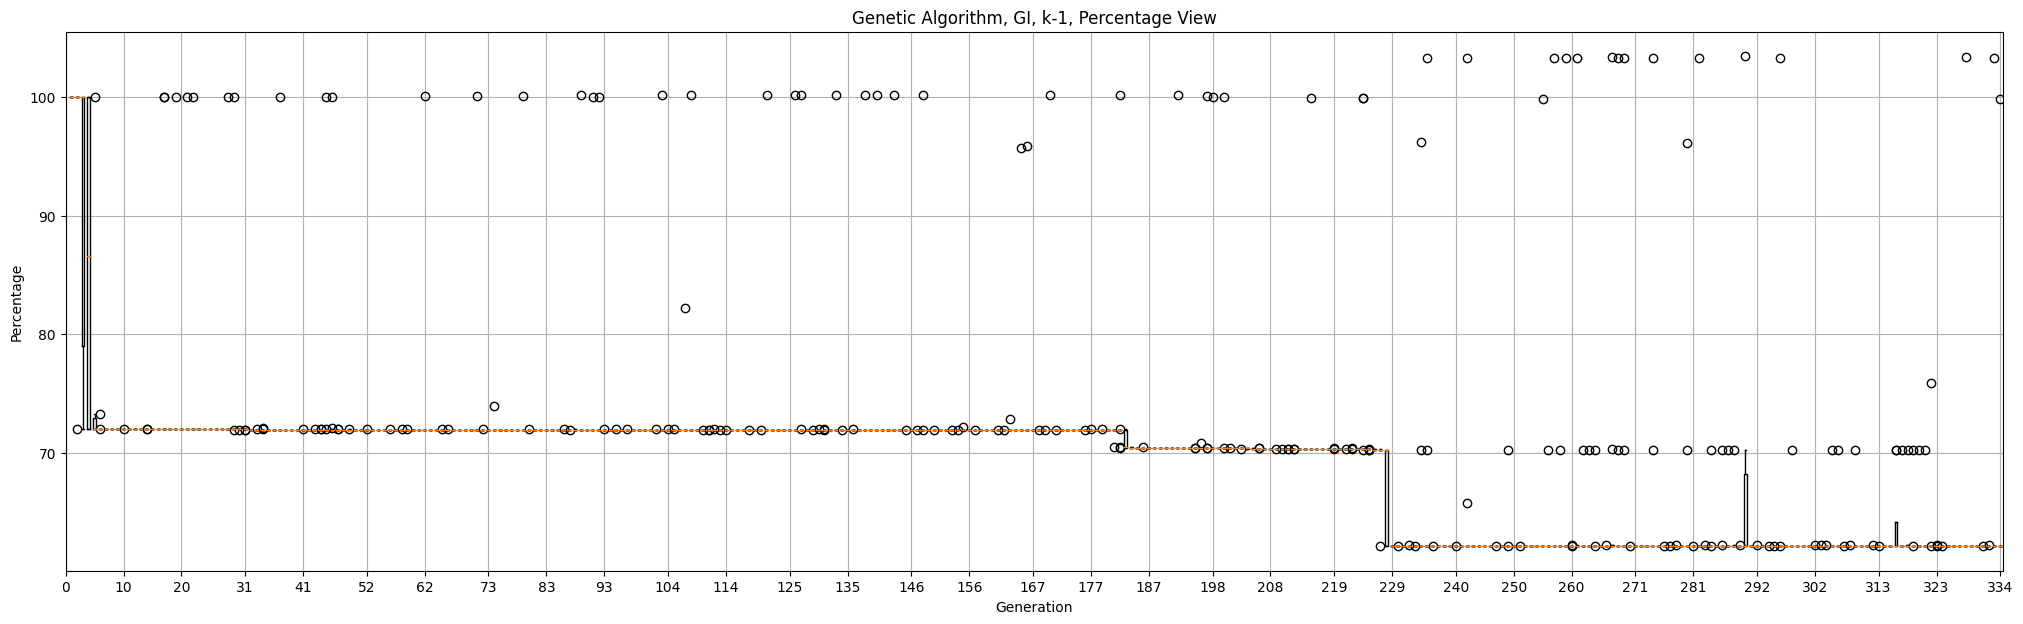 Genetic Algorithm, GI, k-1, Percentage View
Percentage
100
90
80
70
0 10 20 31 41 52 62 73 83 93 104 114 125 135 146 156 167 177 187 198 208 219 229 240 250 260 271 281 292 302 313 323 334
Generation